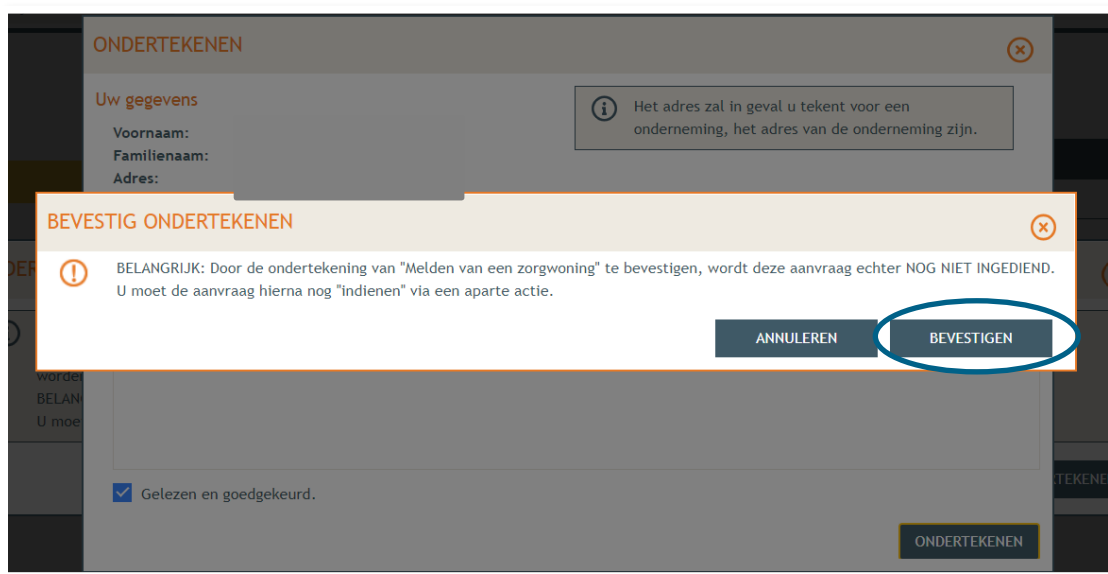 ONDERTEKENEN
Uw gegevens
Het adres zal in geval u tekent voor een
onderneming, het adres van de onderneming zijn.
Voornaam:
Familienaam:
Adres:
BEVESTIG ONDERTEKENEN
BELANGRIJK: Door de ondertekening van "Melden van een zorgwoning" te bevestigen, wordt deze aanvraag echter NOG NIET INGEDIEND.
U moet de aanvraag hierna nog "indienen" via een aparte actie.
ANNULEREN
BEVESTIGEN
BELAN
U moe
Gelezen en goedgekeurd.
TEKENE
ONDERTEKENEN